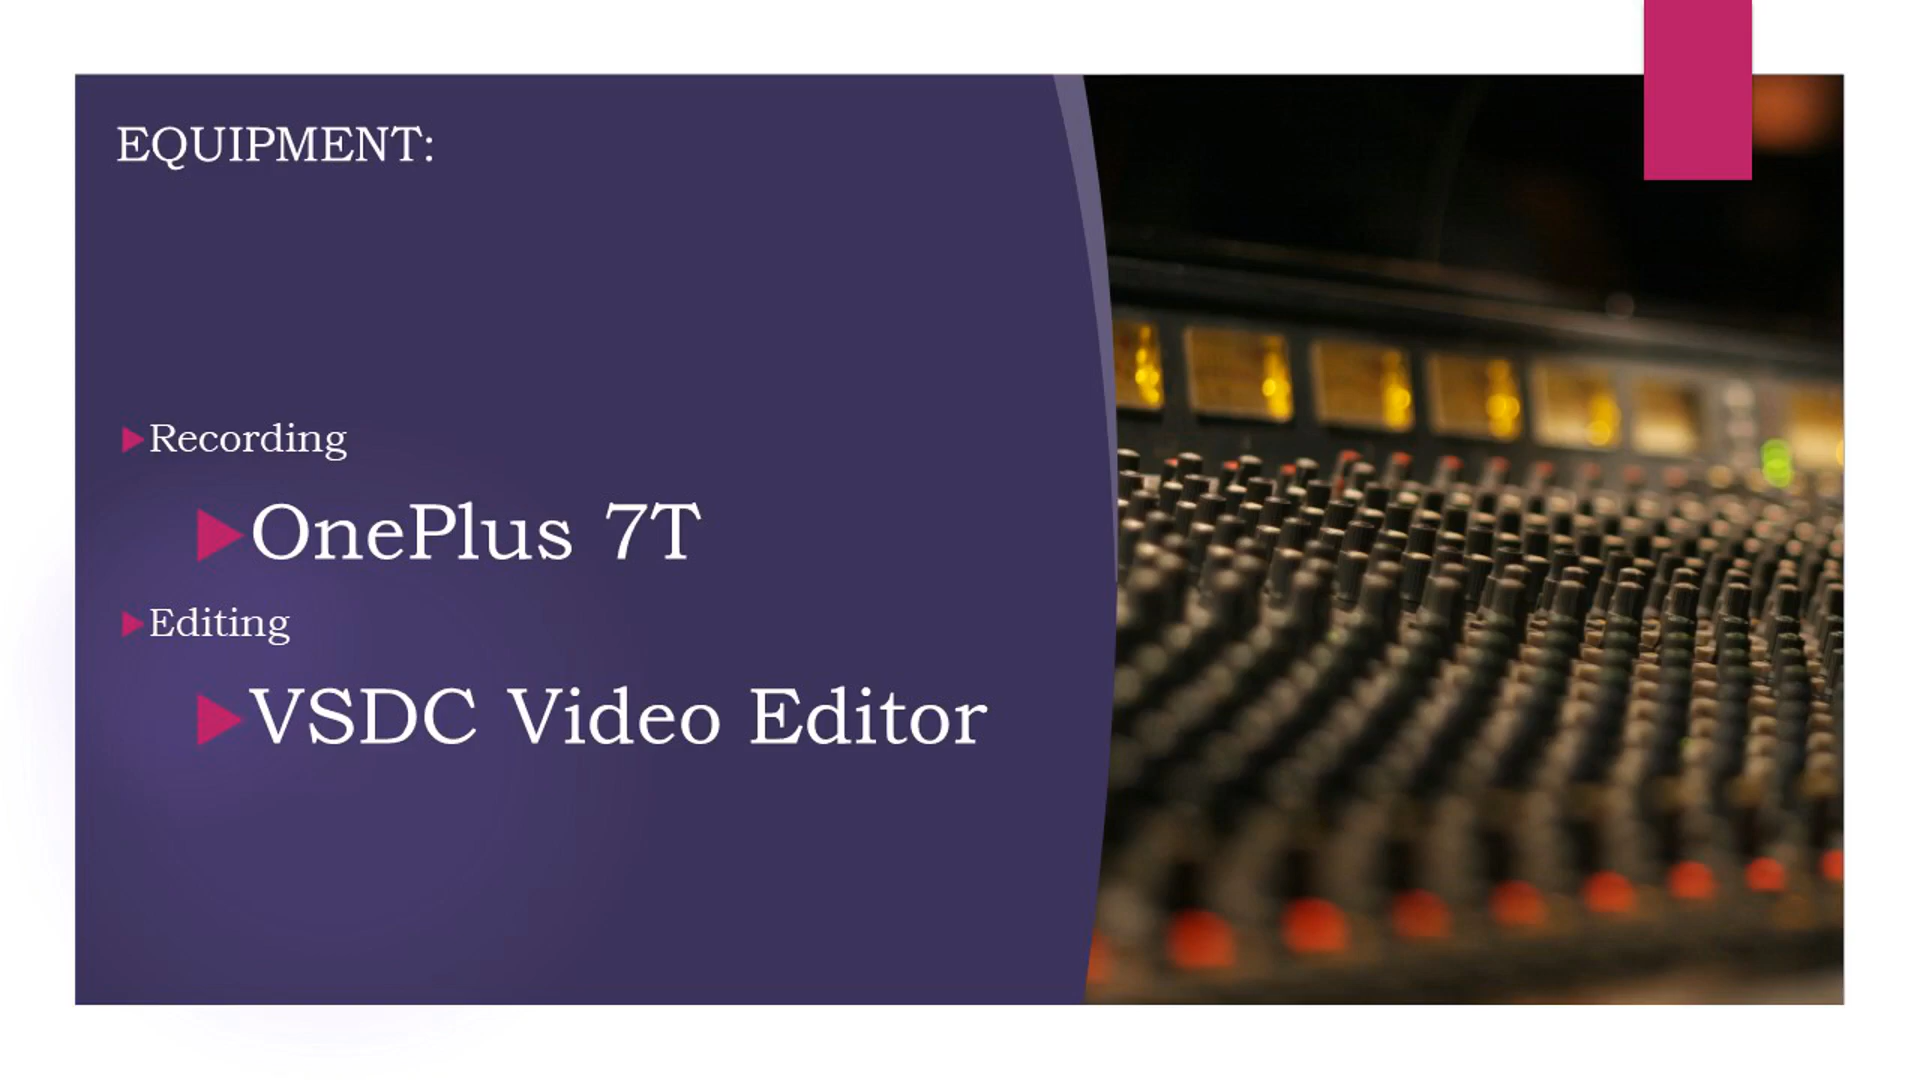 EQUIPMENT:
Recording
OnePlus 7T
Editing
VSDC Video Editor